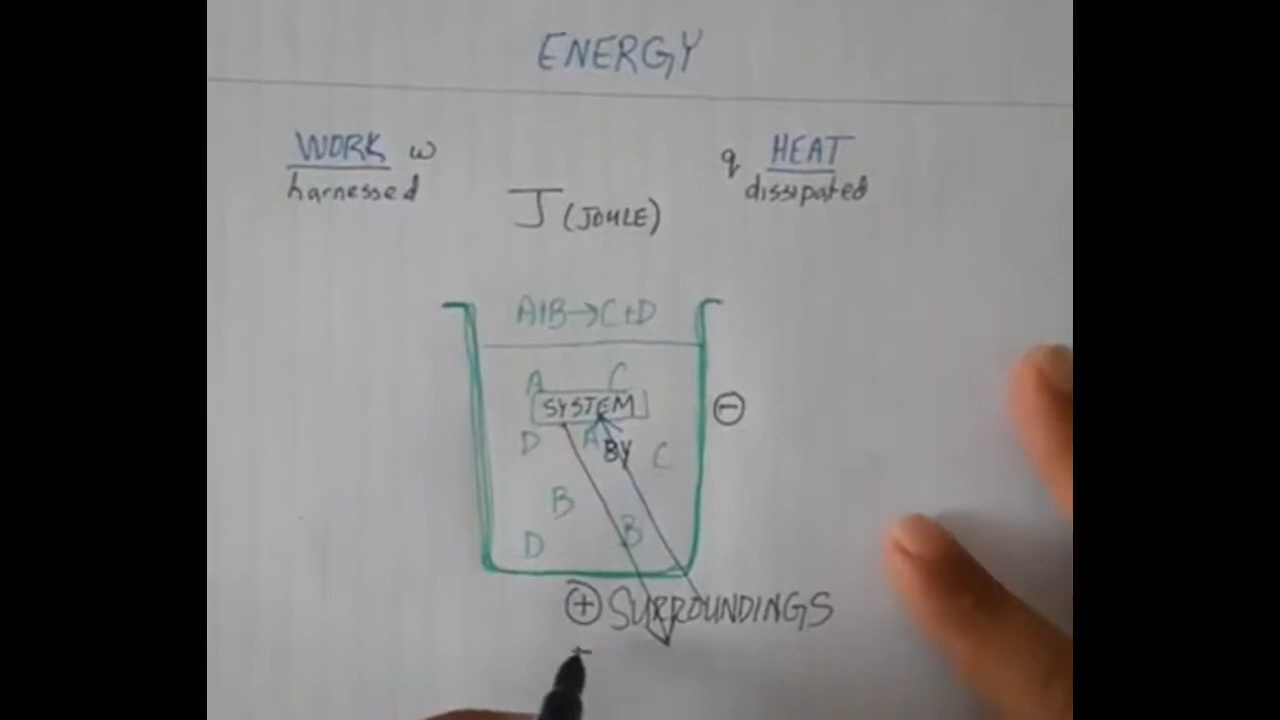 ENERGY
WORK w
harnessed
q HEAT
dissipated
J (JOULE)
A+B→C+D
A C
SYSTEM
D A BY C
B
B
D
⊖
⊕ SURROUNDINGS